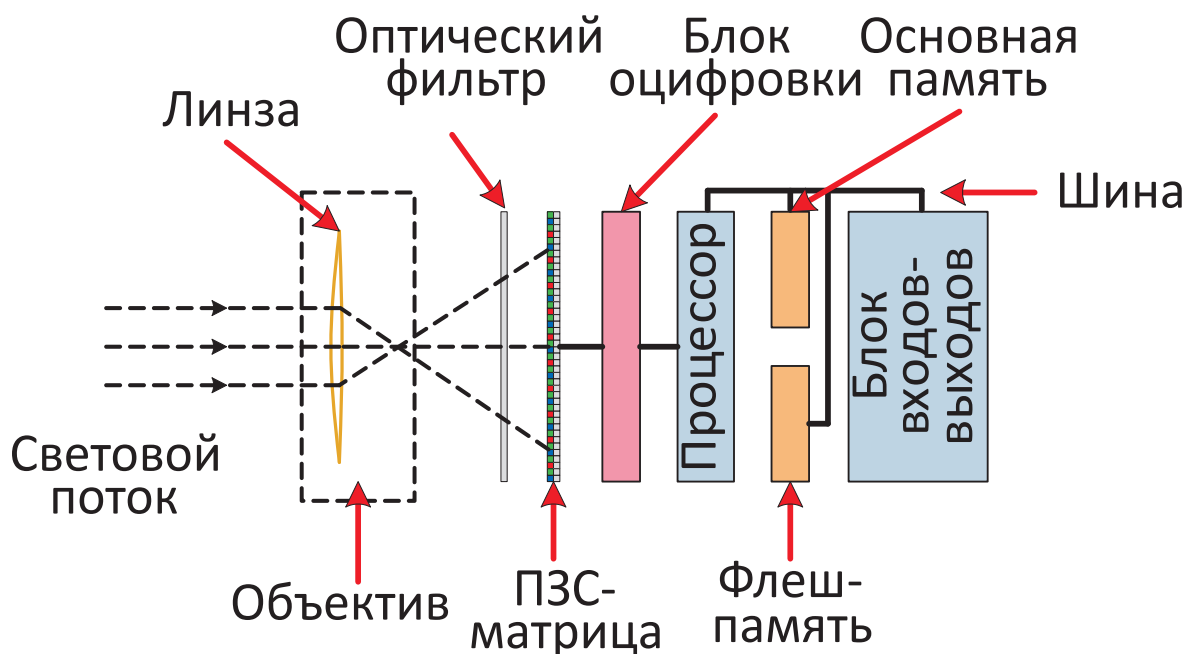 Оптический
фильтр
Блок
оцифровки
Основная
память
Линза
Шина
Процессор
Блок
входов-
выходов
Световой
поток
Объектив
ПЗС-
матрица
Флеш-
память